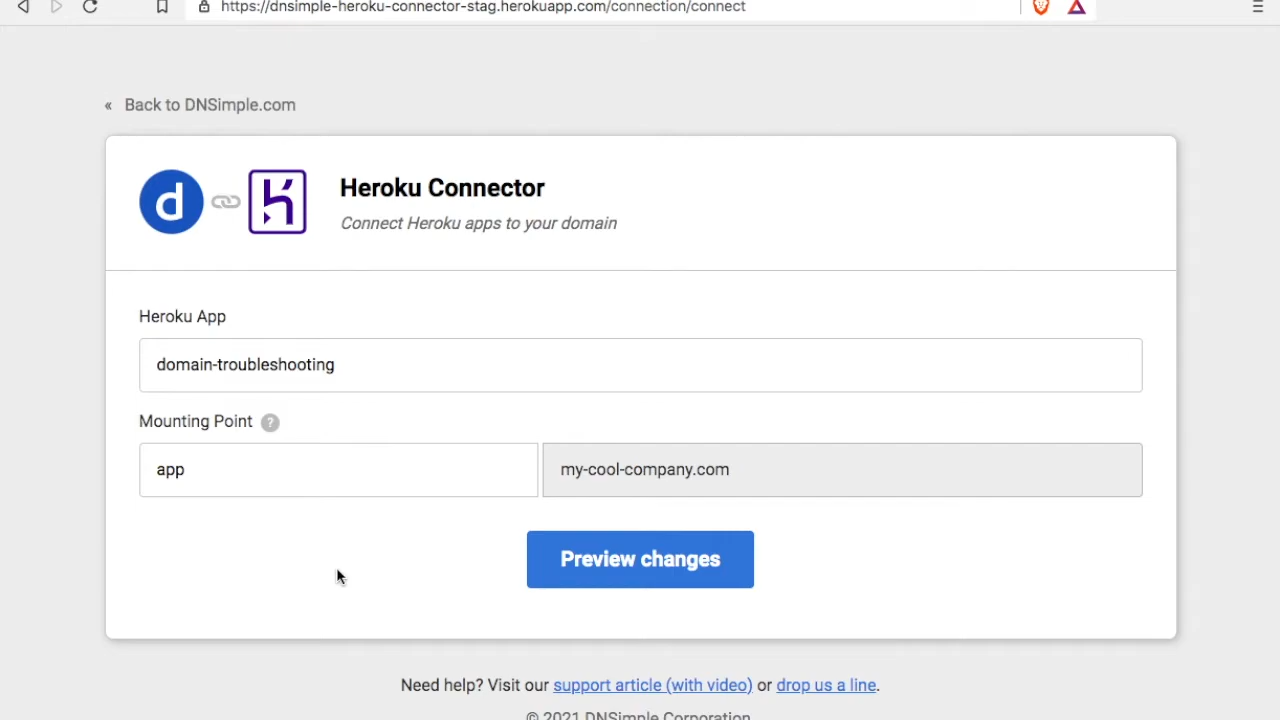 https://dnsimple-heroku-connector-stag.herokuapp.com/connection/connect
« Back to DNSimple.com
d
Heroku Connector
Connect Heroku apps to your domain
Heroku App
domain-troubleshooting
Mounting Point ?
app my-cool-company.com
Preview changes
Need help? Visit our support article (with video) or drop us a line.
© 2021 DNSimple Corporation